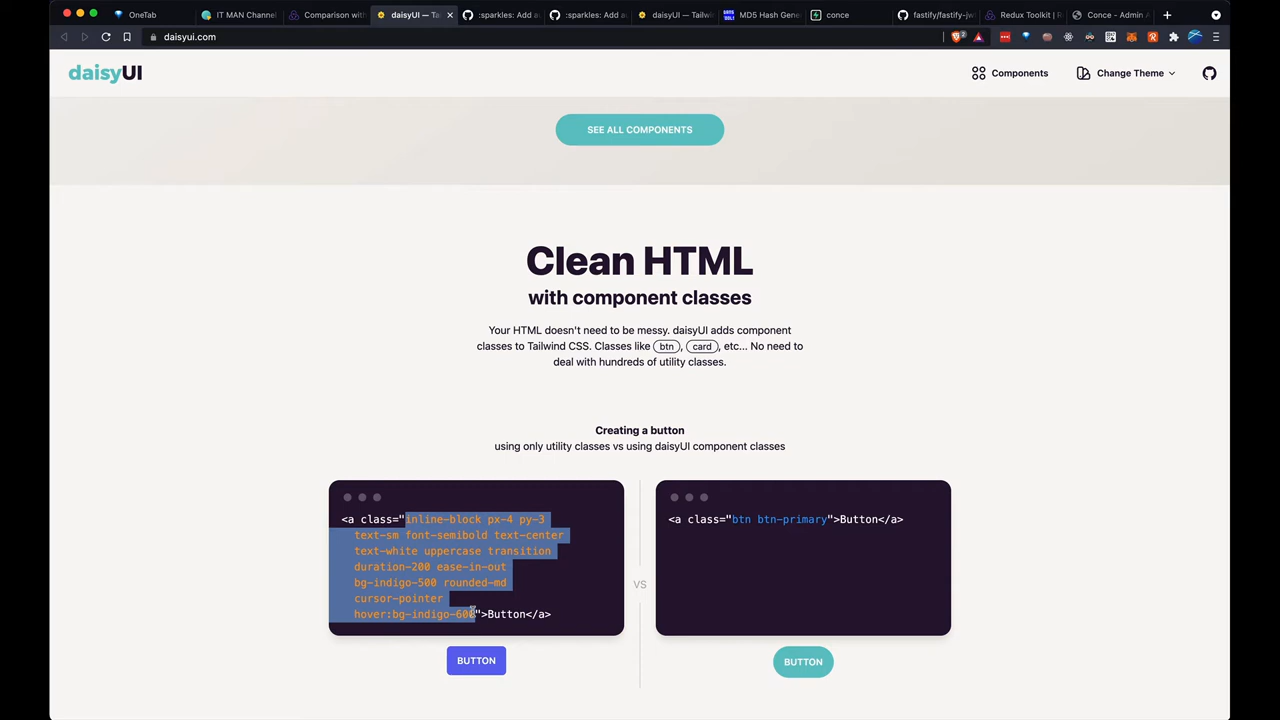 OneTab
IT MAN Channel
Comparison with
daisyUI — Tai
:sparkles: Add au
:sparkles: Add au
daisyUI — Tailwi
MD5 Hash Gener
conce
fastify/fastify-jw
Redux Toolkit | R
Conce - Admin A
daisyui.com
daisyUI
Components
Change Theme
SEE ALL COMPONENTS
Clean HTML
with component classes
Your HTML doesn't need to be messy. daisyUI adds component
classes to Tailwind CSS. Classes like btn, card, etc... No need to
deal with hundreds of utility classes.
Creating a button
using only utility classes vs using daisyUI component classes
<a class="inline-block px-4 py-3
text-sm font-semibold text-center
text-white uppercase transition
duration-200 ease-in-out
bg-indigo-500 rounded-md
cursor-pointer
hover:bg-indigo-600">Button</a>
BUTTON
VS
<a class="btn btn-primary">Button</a>
BUTTON